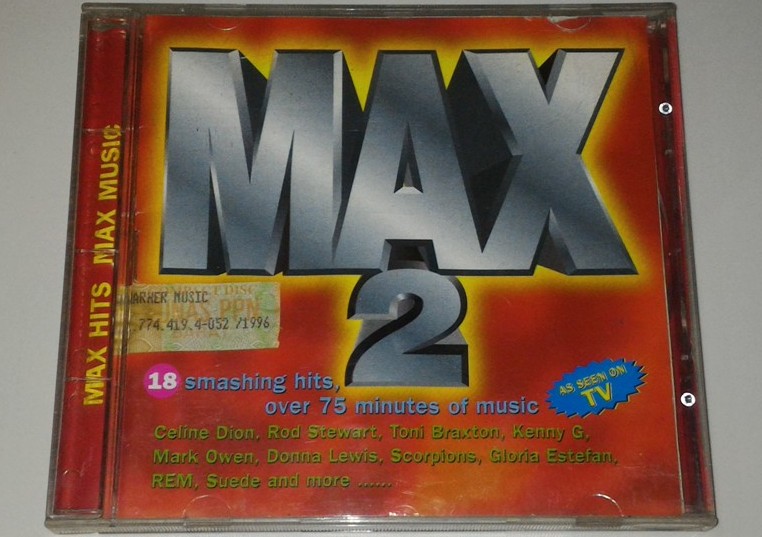 MAX
2
MAX HITS MAX MUSIC
WARNER MUSIC
774.419.4-052 /1996
18 smashing hits,
over 75 minutes of music
AS SEEN ON
TV
Celine Dion, Rod Stewart, Toni Braxton, Kenny G,
Mark Owen, Donna Lewis, Scorpions, Gloria Estefan,
REM, Suede and more ......